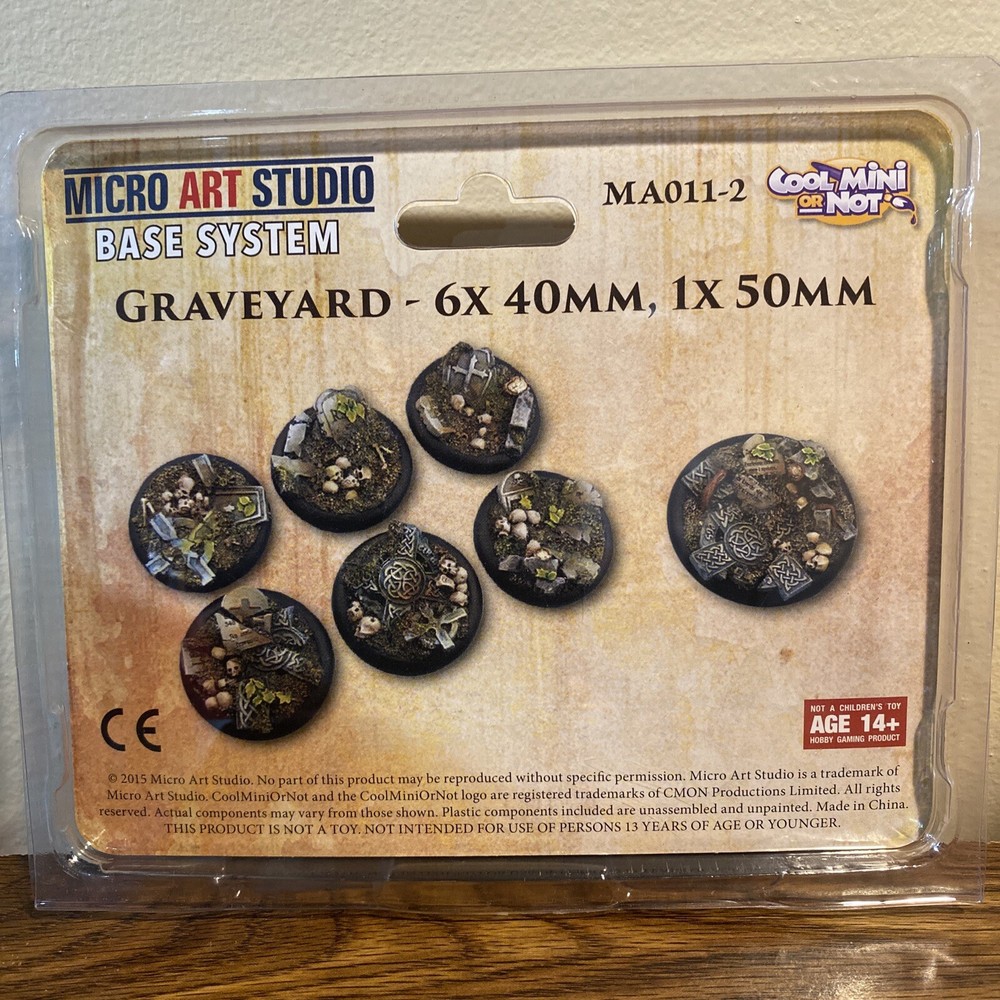 MICRO ART STUDIO
BASE SYSTEM
MA011-2
COOL MINI
OR NOT
GRAVEYARD - 6X 40MM, 1X 50MM
CE
NOT A CHILDREN'S TOY
AGE 14+
HOBBY GAMING PRODUCT
© 2015 Micro Art Studio. No part of this product may be reproduced without specific permission. Micro Art Studio is a trademark of
Micro Art Studio. CoolMiniOrNot and the CoolMiniOrNot logo are registered trademarks of CMON Productions Limited. All rights
reserved. Actual components may vary from those shown. Plastic components included are unassembled and unpainted. Made in China.
THIS PRODUCT IS NOT A TOY. NOT INTENDED FOR USE OF PERSONS 13 YEARS OF AGE OR YOUNGER.